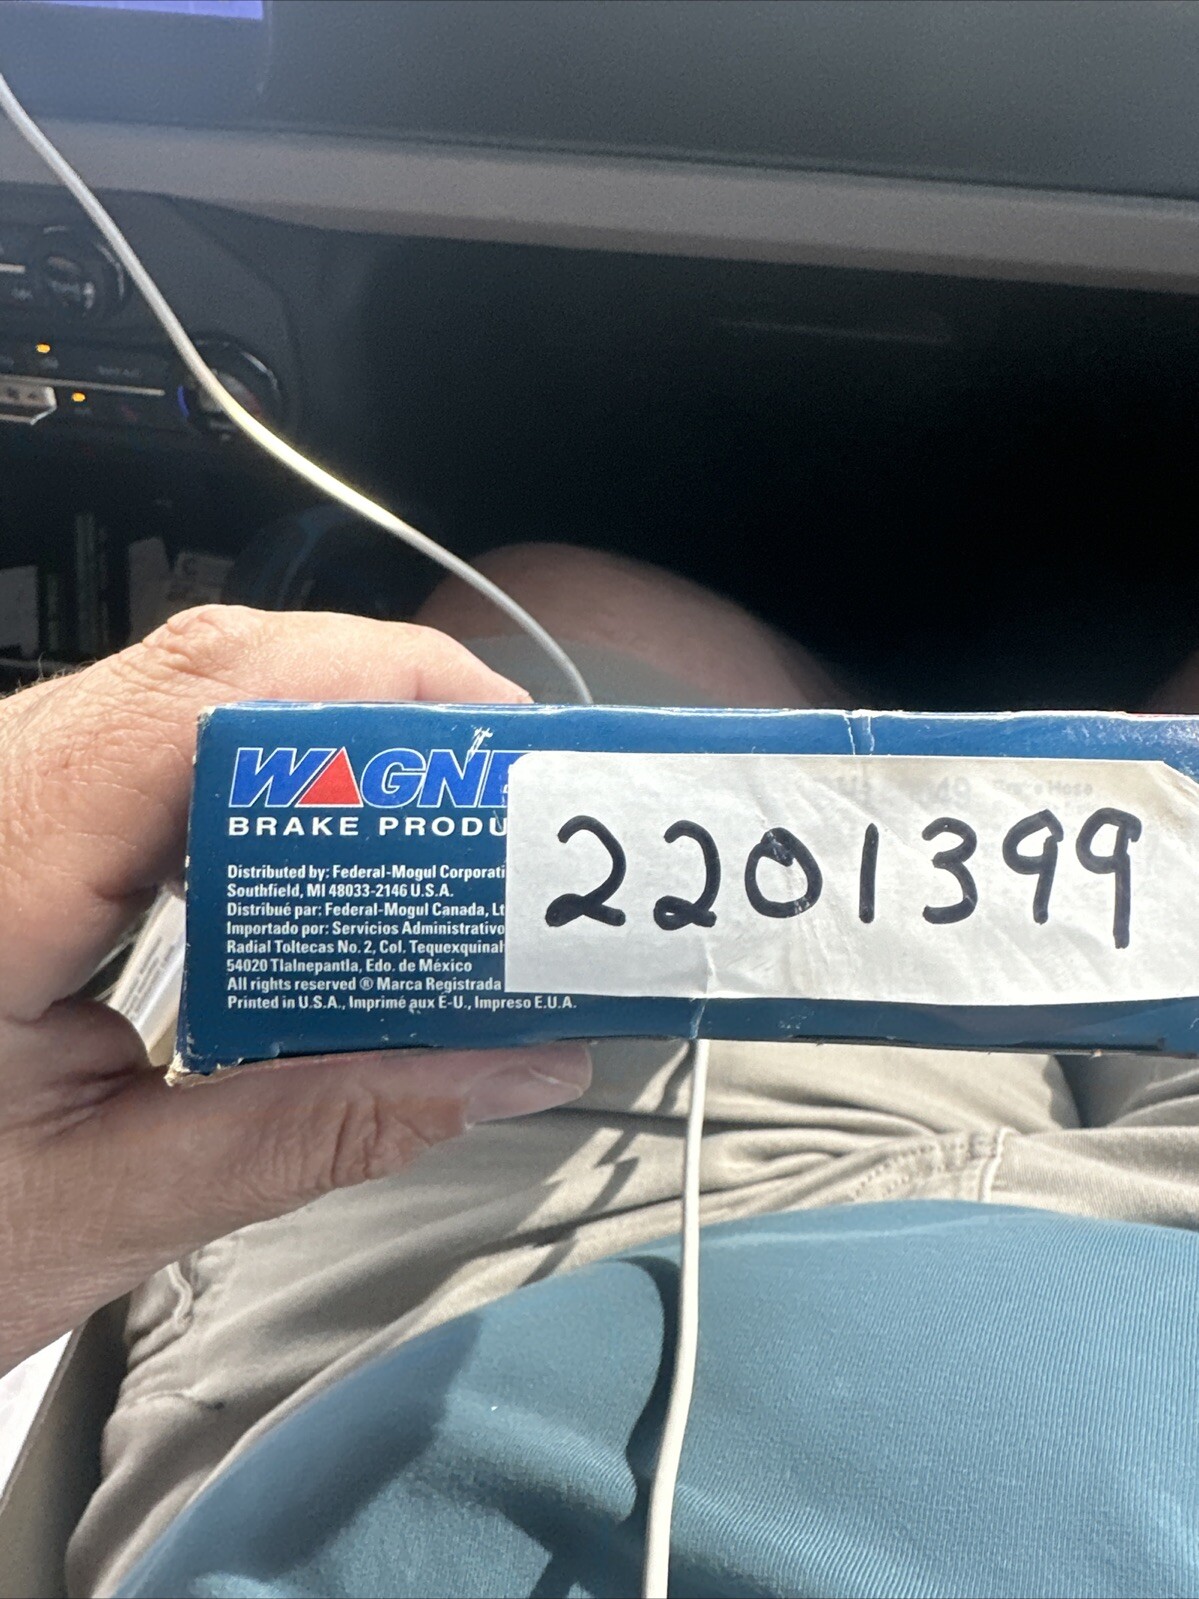 WAGNE
BRAKE PRODU
Distributed by: Federal-Mogul Corporati
Southfield, MI 48033-2146 U.S.A.
Distribué par: Federal-Mogul Canada, Lt
Importado por: Servicios Administrativo
Radial Toltecas No. 2, Col. Tequexquinah
54020 Tlalnepantla, Edo. de México
All rights reserved ® Marca Registrada
Printed in U.S.A., Imprimé aux E-U., Impreso E.U.A.
2201399